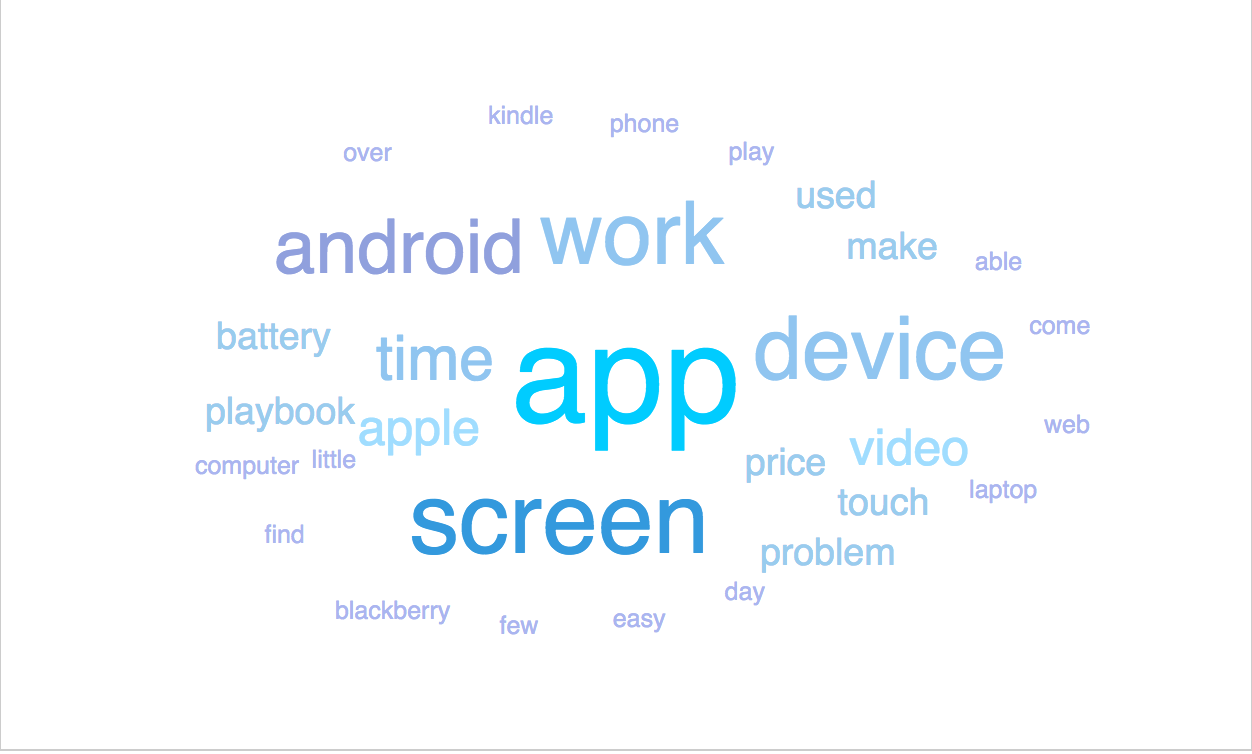 kindle
phone
over
play
used
android
work
make
able
come
battery
time
app
device
playbook
apple
web
video
computer
little
price
laptop
touch
find
screen
problem
day
blackberry
few
easy